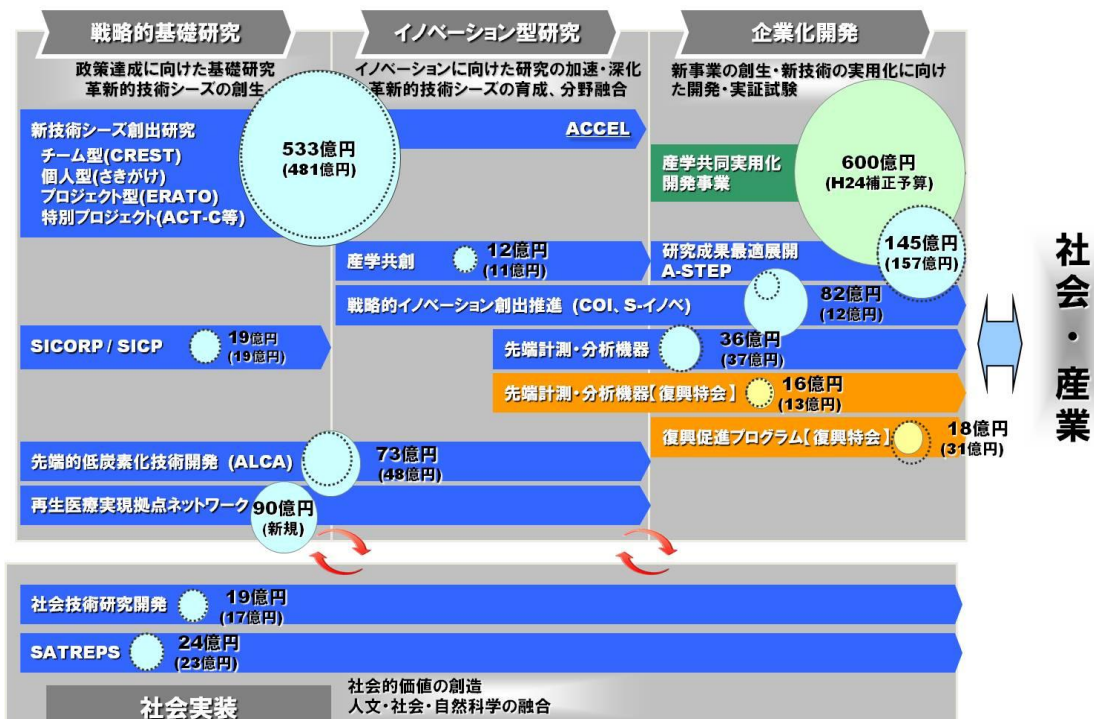 戦略的基礎研究
イノベーション型研究
企業化開発
政策達成に向けた基礎研究
革新的技術シーズの創生
イノベーションに向けた研究の加速・深化
革新的技術シーズの育成、分野融合
新事業の創生・新技術の実用化に向け
た開発・実証試験
新技術シーズ創出研究
チーム型(CREST)
個人型(さきがけ)
プロジェクト型(ERATO)
特別プロジェクト(ACT-C等)
533億円
(481億円)
ACCEL
産学共同実用化
開発事業
600億円
(H24補正予算)
産学共創
12億円
(11億円)
研究成果最適展開
A-STEP
145億円
(157億円)
戦略的イノベーション創出推進 (COI、S-イノベ)
82億円
(12億円)
SICORP / SICP
19億円
(19億円)
先端計測・分析機器
36億円
(37億円)
先端計測・分析機器【復興特会】
16億円
(13億円)
復興促進プログラム【復興特会】
18億円
(31億円)
先端的低炭素化技術開発 (ALCA)
73億円
(48億円)
再生医療実現拠点ネットワーク
90億円
(新規)
社会・産業
社会技術研究開発
19億円
(17億円)
SATREPS
24億円
(23億円)
社会実装
社会的価値の創造
人文・社会・自然科学の融合